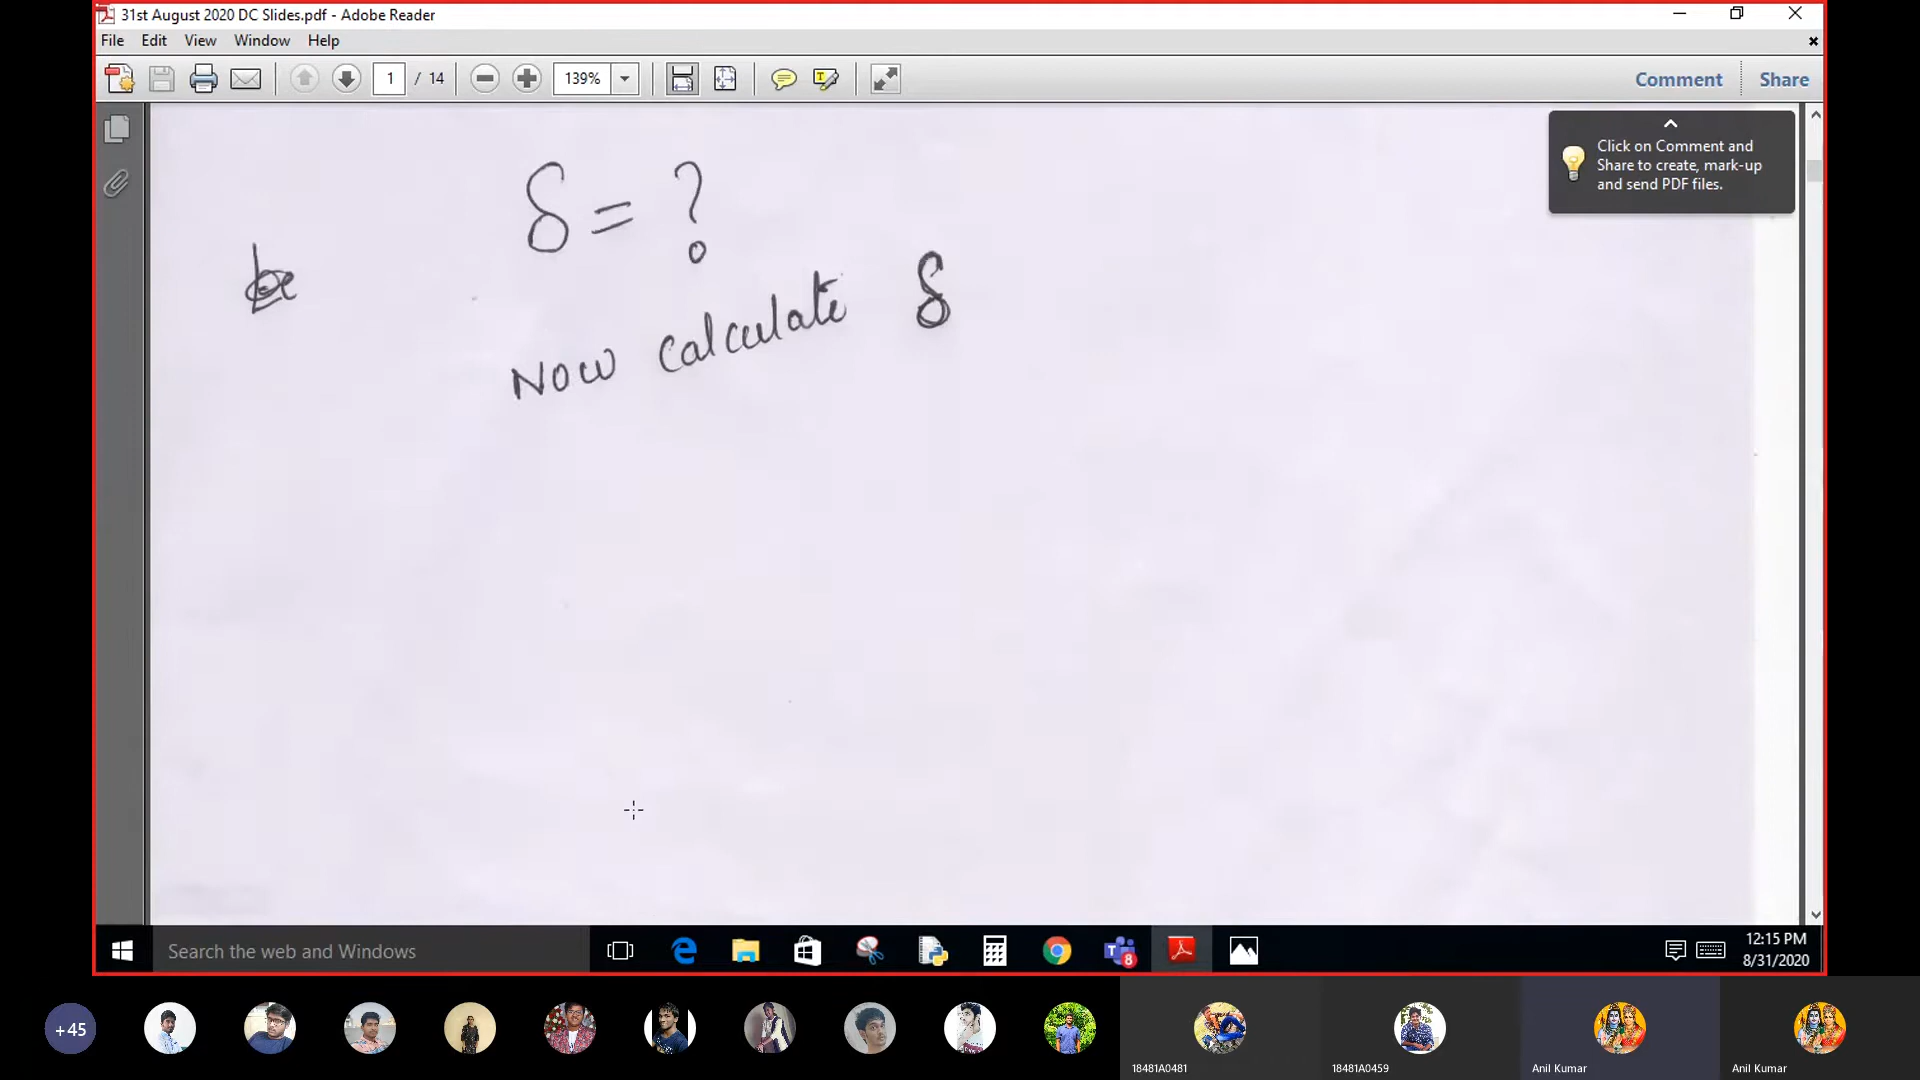 31st August 2020 DC Slides.pdf - Adobe Reader
File Edit View Window Help
1 / 14 139% Comment Share
Click on Comment and
Share to create, mark-up
and send PDF files.
δ = ?
Now calculate δ
Search the web and Windows
8
12:15 PM
8/31/2020
+45
18481A0481 18481A0459 Anil Kumar Anil Kumar